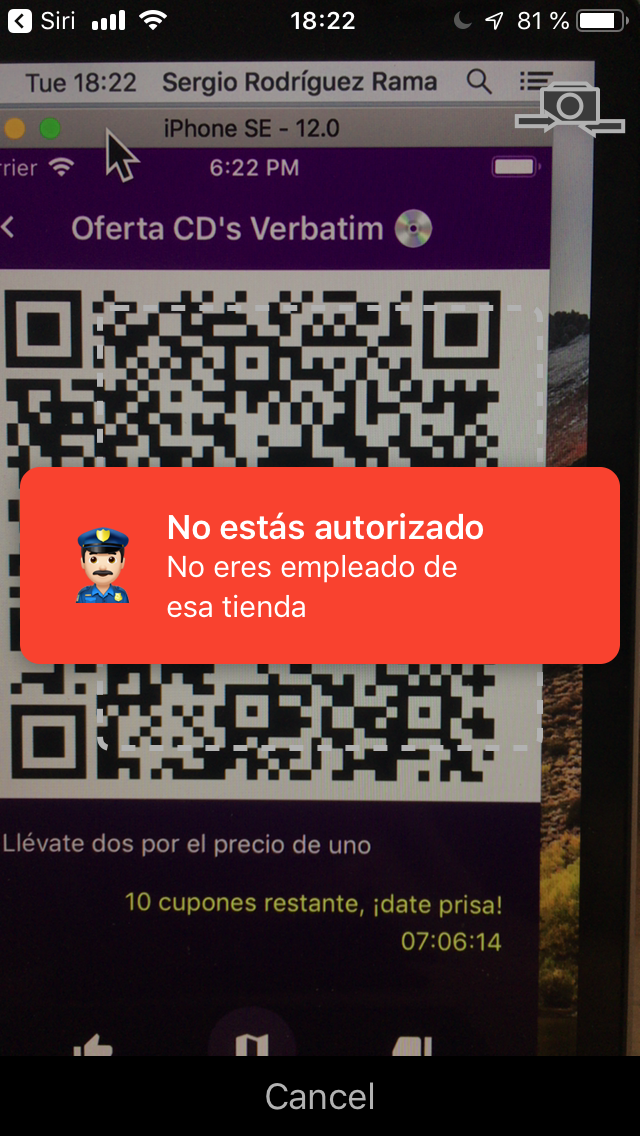 Siri 18:22 81 %
Tue 18:22 Sergio Rodríguez Rama
iPhone SE - 12.0
rrier 6:22 PM
Oferta CD's Verbatim
No estás autorizado
No eres empleado de
esa tienda
Llévate dos por el precio de uno
10 cupones restante, ¡date prisa!
07:06:14
Cancel